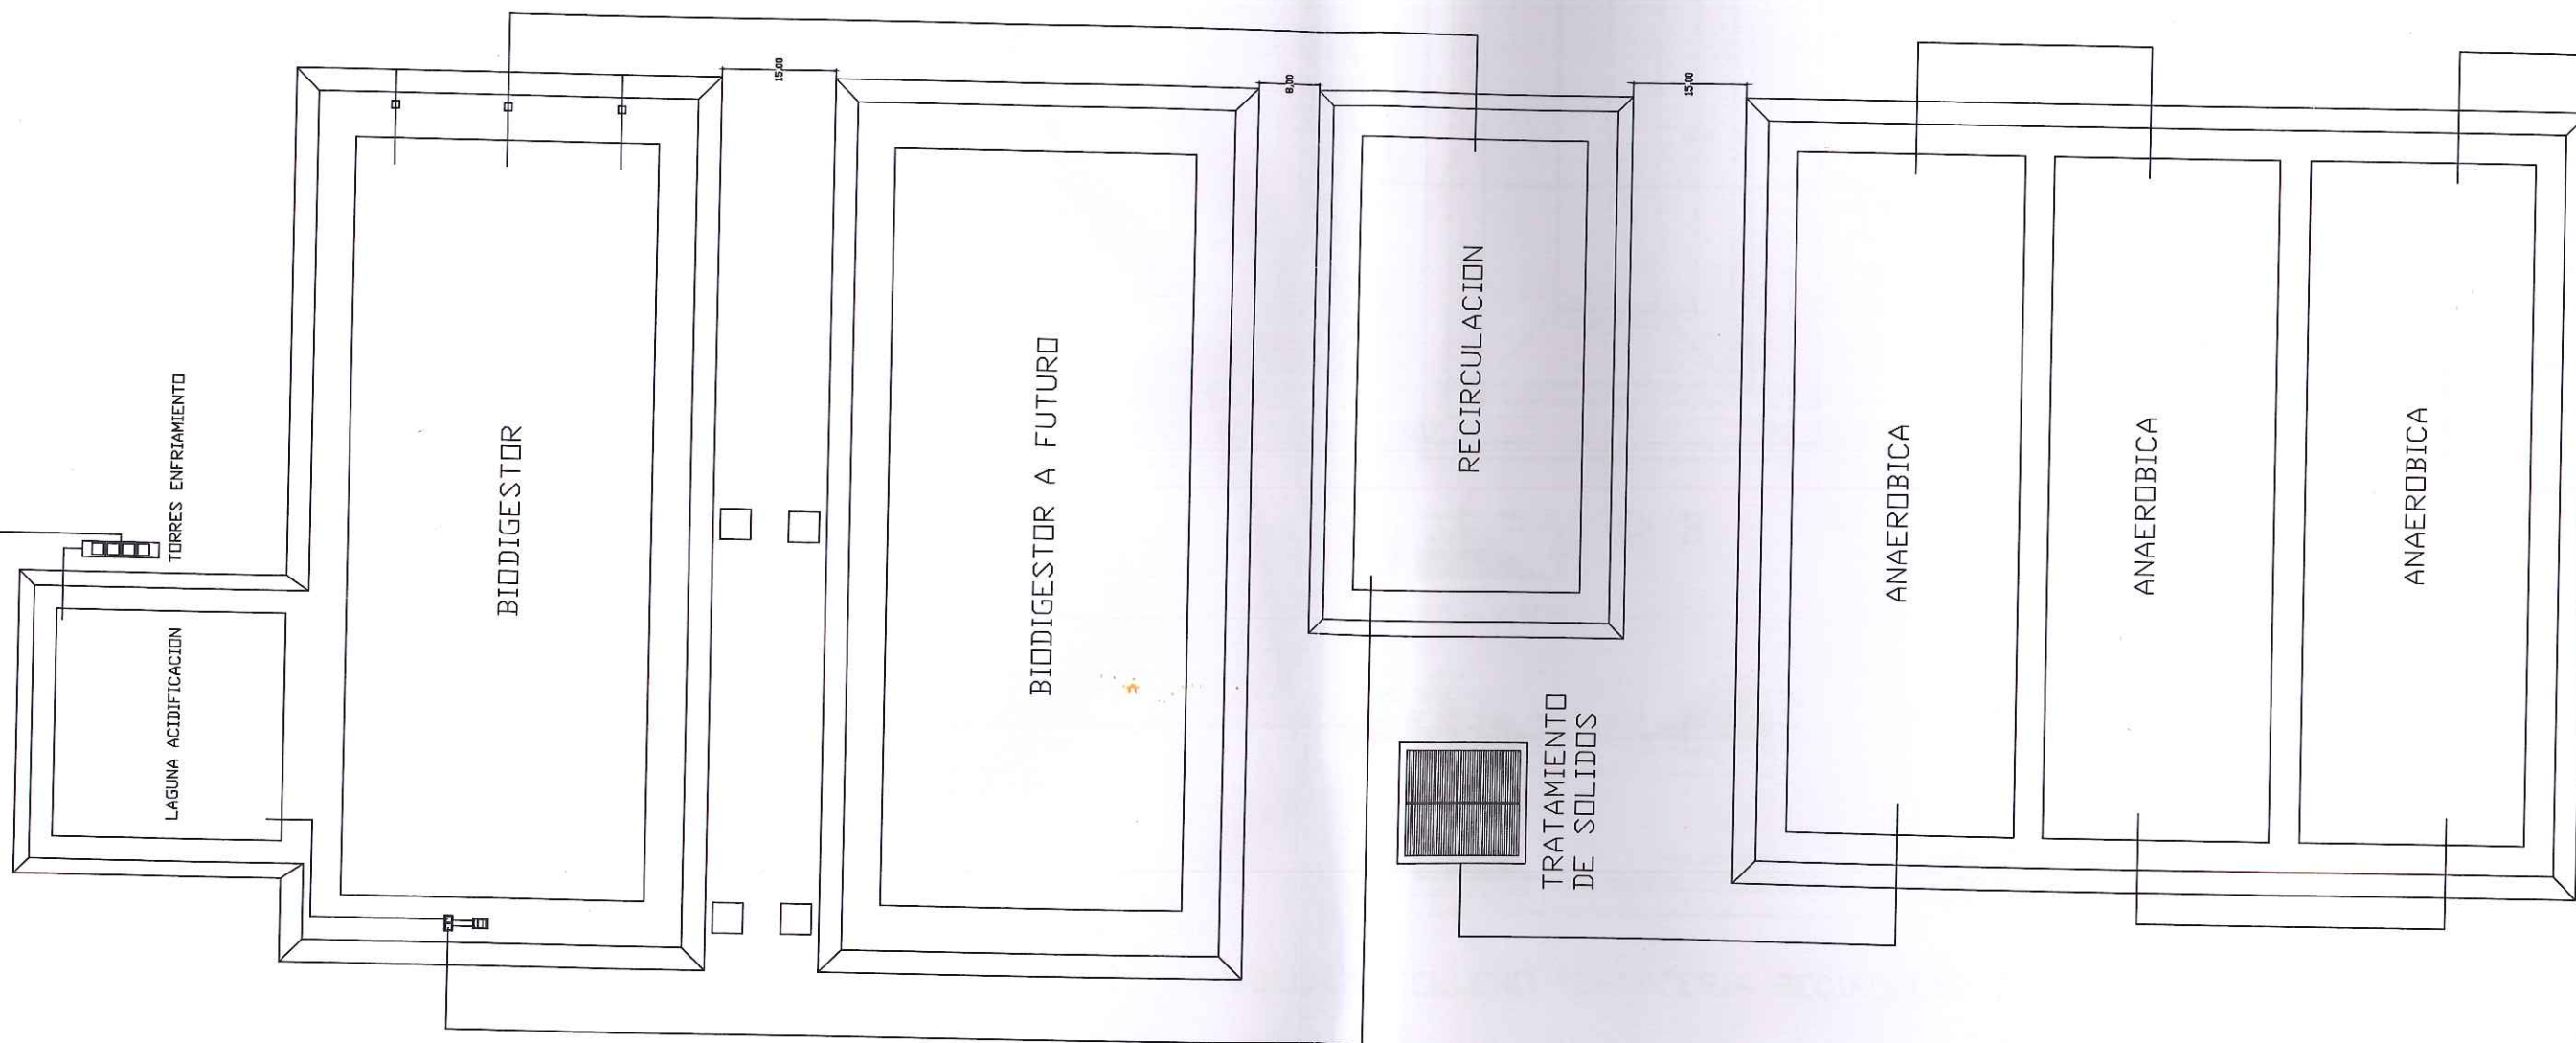 TORRES ENFRIAMIENTO
LAGUNA ACIDIFICACION
BIODIGESTOR
15,00
BIODIGESTOR A FUTURO
8,00
RECIRCULACION
TRATAMIENTO
DE SOLIDOS
15,00
ANAEROBICA
ANAEROBICA
ANAEROBICA